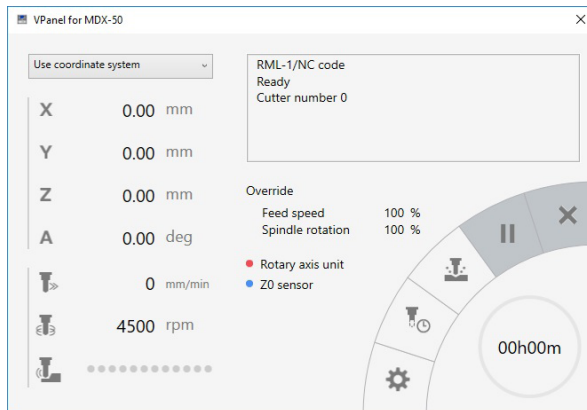 VPanel for MDX-50
Use coordinate system
X 0.00 mm
Y 0.00 mm
Z 0.00 mm
A 0.00 deg
0 mm/min
4500 rpm
RML-1/NC code
Ready
Cutter number 0
Override
Feed speed 100 %
Spindle rotation 100 %
Rotary axis unit
Z0 sensor
00h00m